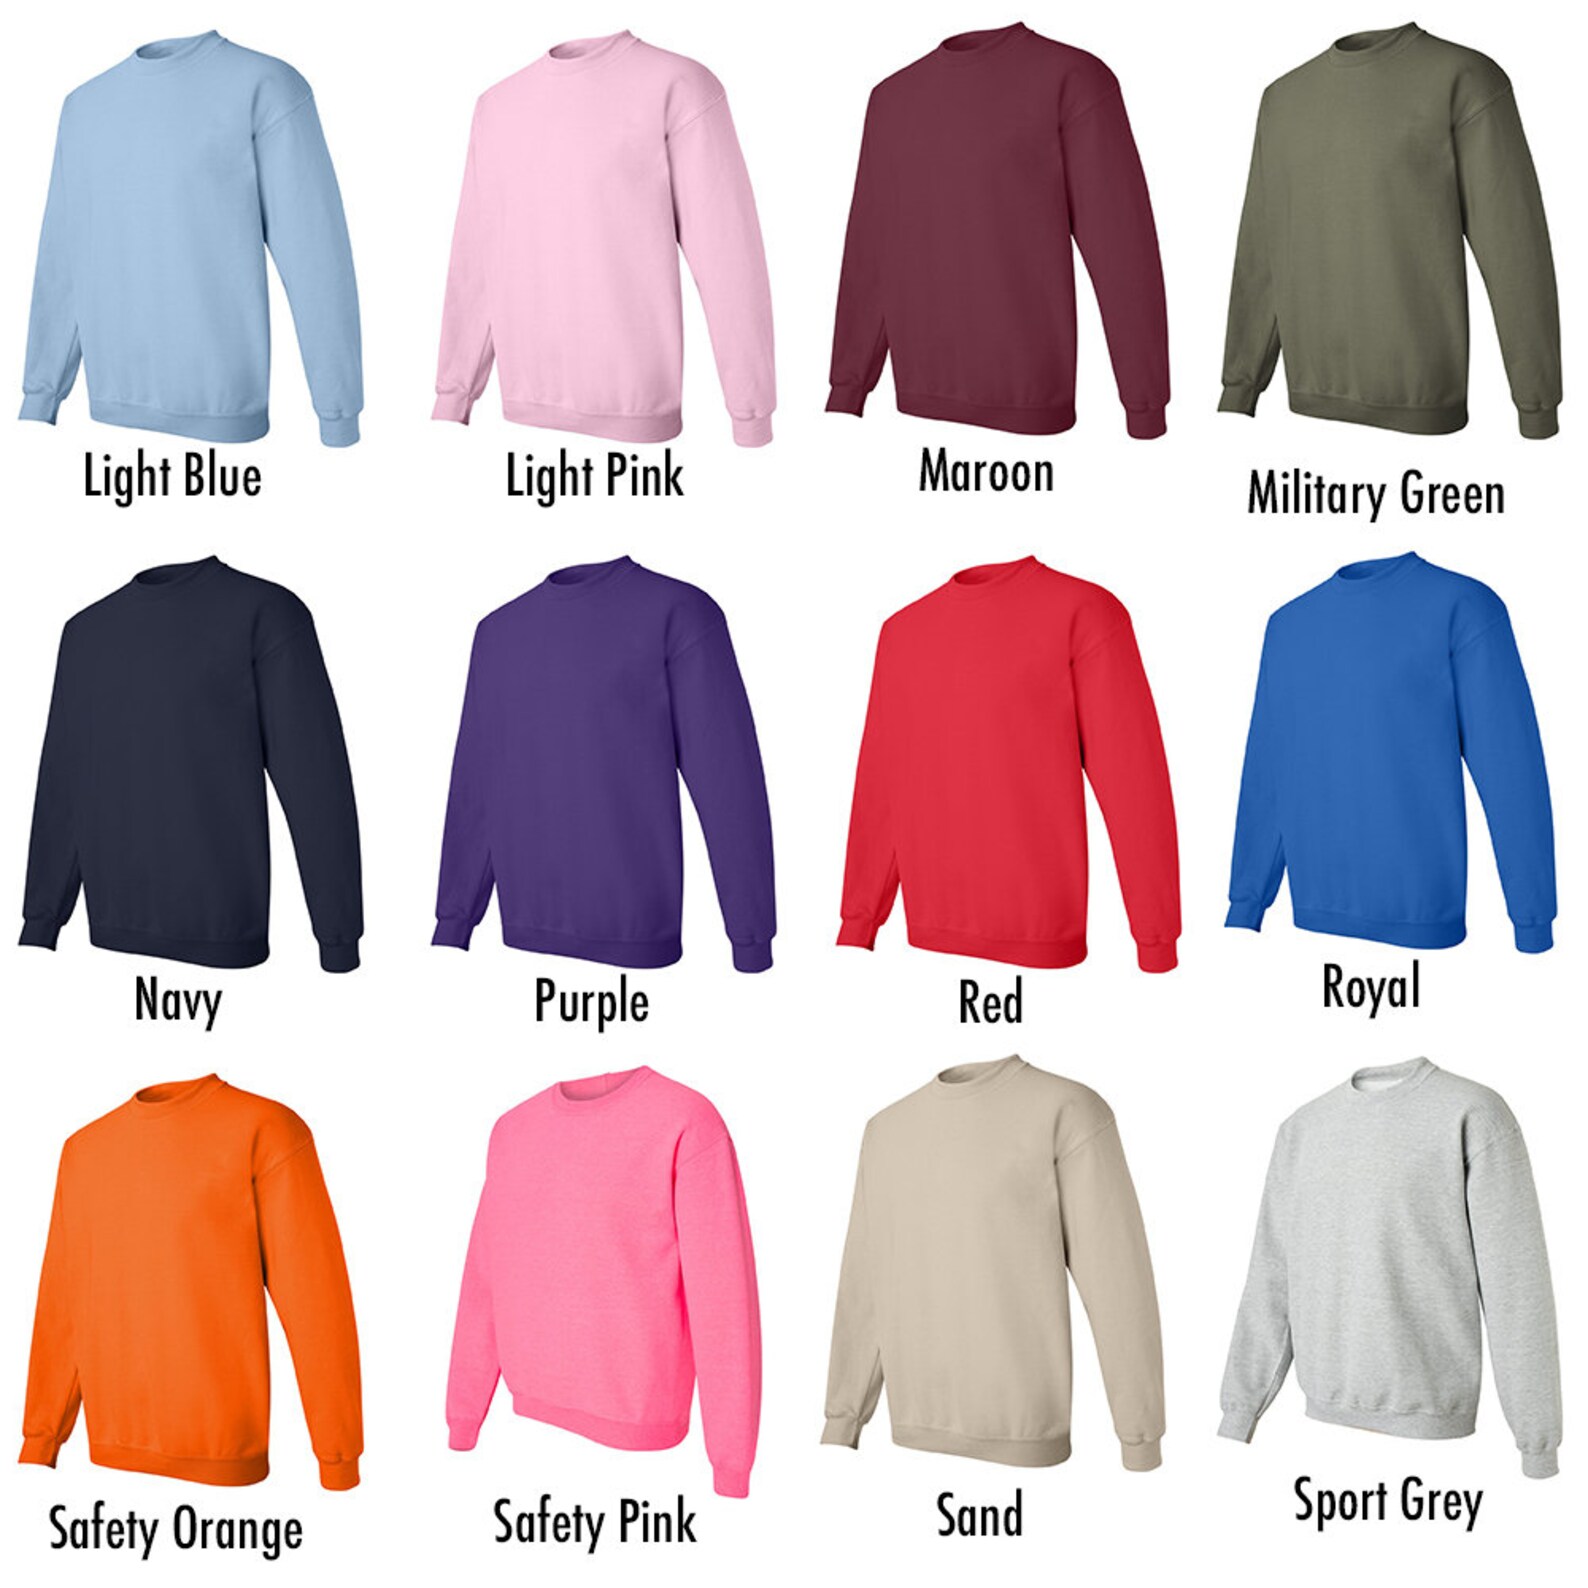 Light Blue
Light Pink
Maroon
Military Green
Navy
Purple
Red
Royal
Safety Orange
Safety Pink
Sand
Sport Grey